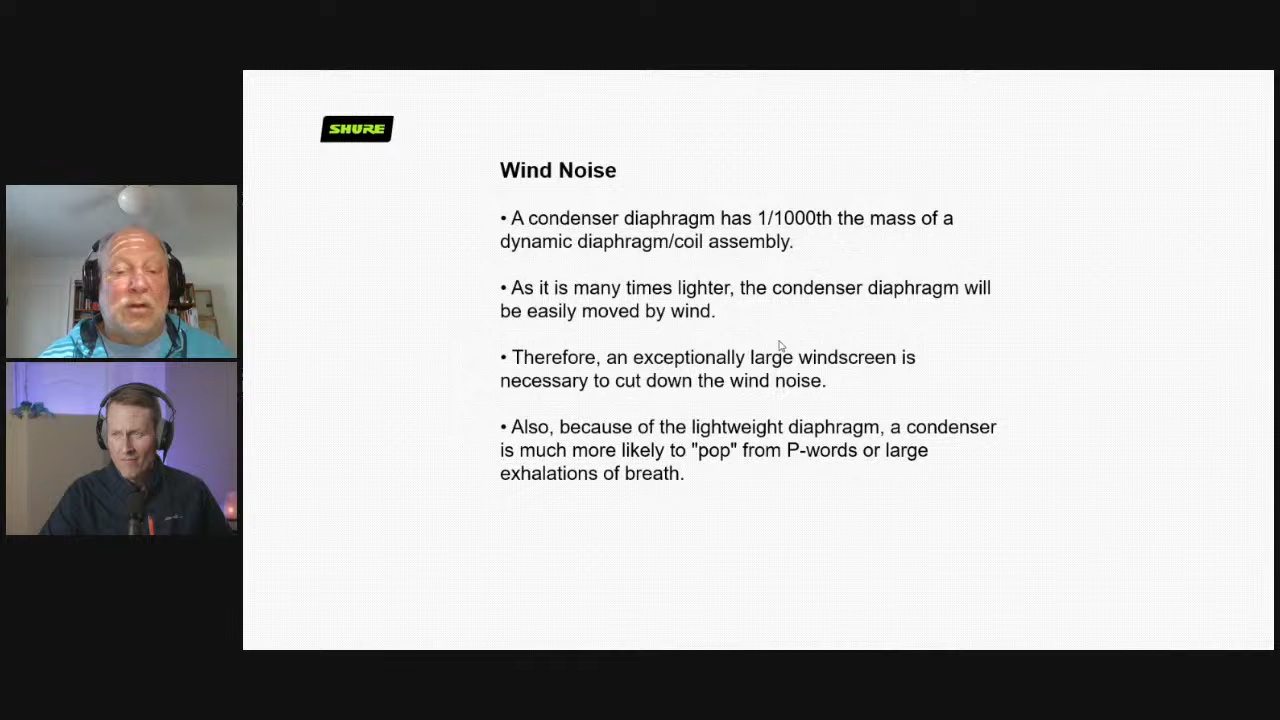 SHURE
Wind Noise
• A condenser diaphragm has 1/1000th the mass of a
dynamic diaphragm/coil assembly.
• As it is many times lighter, the condenser diaphragm will
be easily moved by wind.
• Therefore, an exceptionally large windscreen is
necessary to cut down the wind noise.
• Also, because of the lightweight diaphragm, a condenser
is much more likely to "pop" from P-words or large
exhalations of breath.